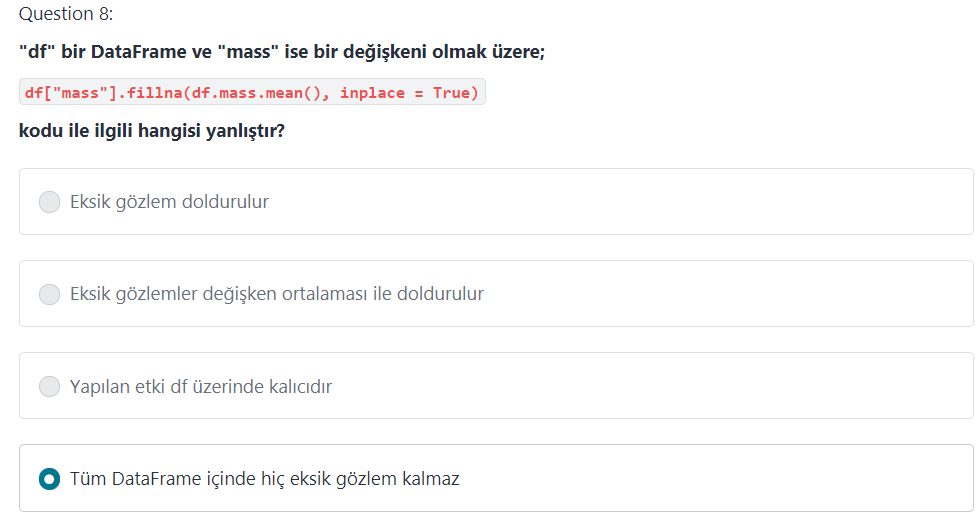 Question 8:
"df" bir DataFrame ve "mass" ise bir değişkeni olmak üzere;
df["mass"].fillna(df.mass.mean(), inplace = True)
kodu ile ilgili hangisi yanlıştır?
Eksik gözlem doldurulur
Eksik gözlemler değişken ortalaması ile doldurulur
Yapılan etki df üzerinde kalıcıdır
Tüm DataFrame içinde hiç eksik gözlem kalmaz